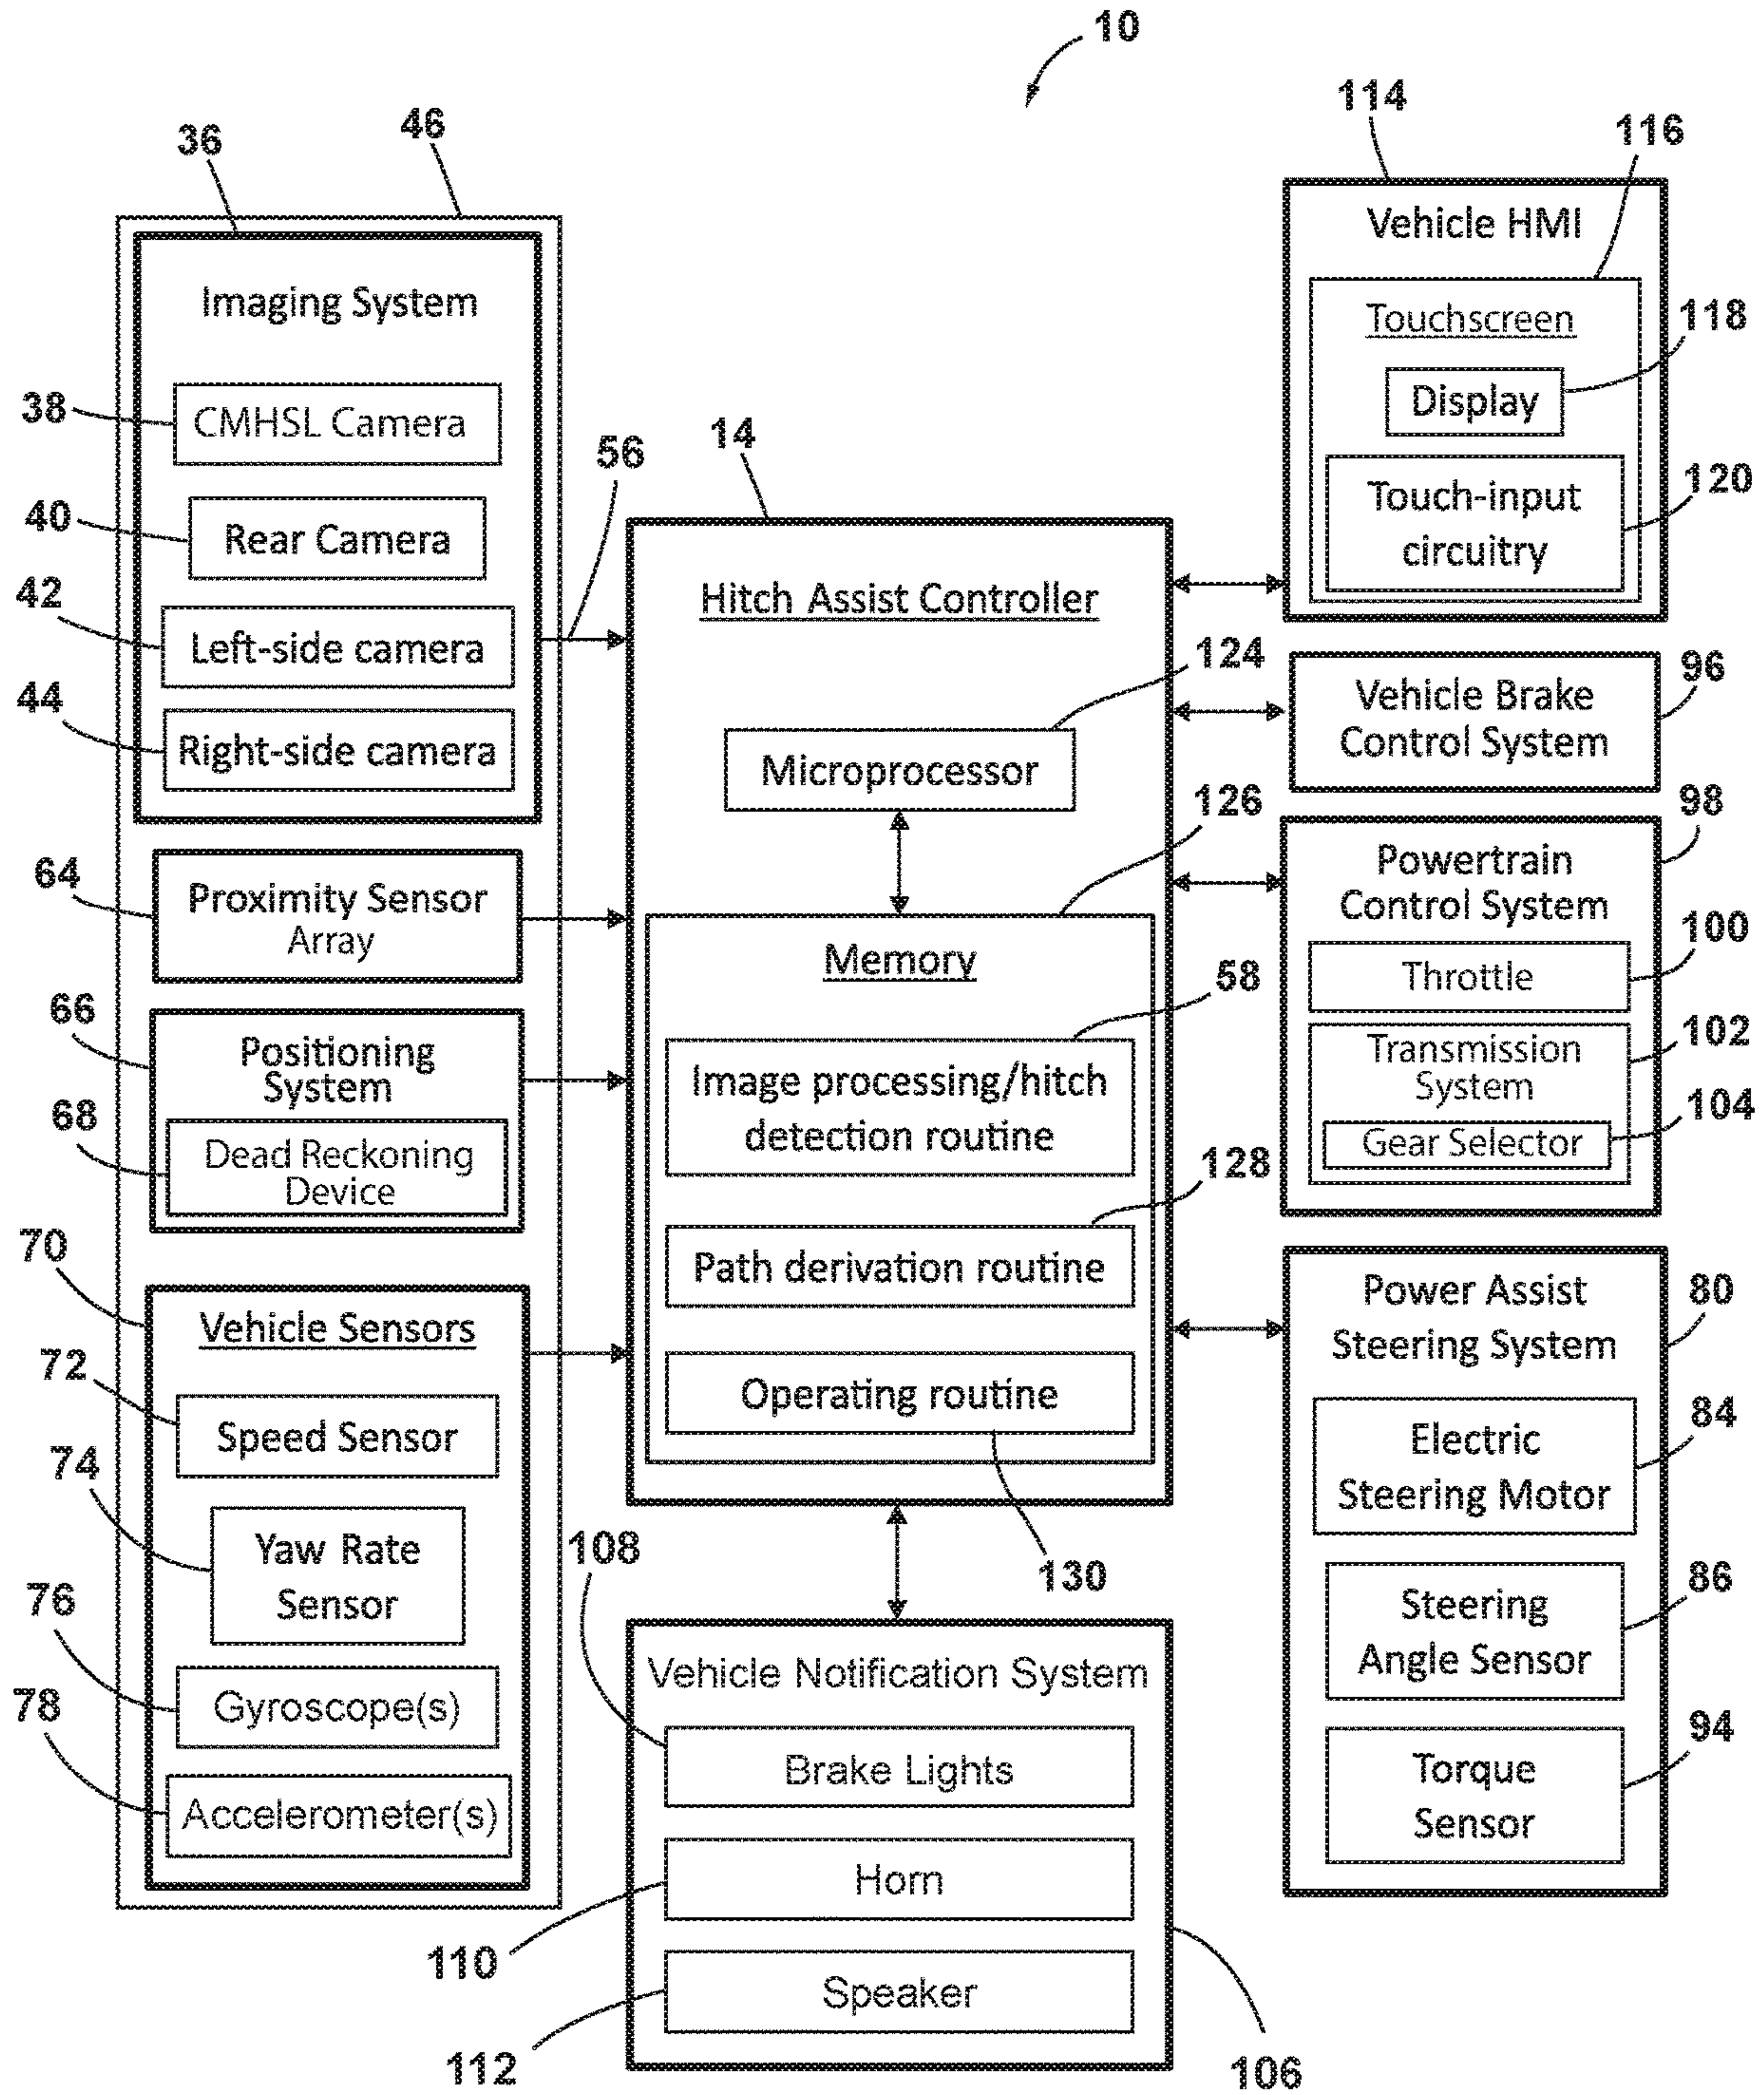 10
46
36
Imaging System
38
CMHSL Camera
40
Rear Camera
42
Left-side camera
44
Right-side camera
56
64
Proximity Sensor
Array
66
Positioning
System
68
Dead Reckoning
Device
70
Vehicle Sensors
72
Speed Sensor
74
Yaw Rate
Sensor
76
Gyroscope(s)
78
Accelerometer(s)
14
Hitch Assist Controller
124
Microprocessor
126
Memory
58
Image processing/hitch
detection routine
128
Path derivation routine
Operating routine
130
108
Vehicle Notification System
Brake Lights
Horn
110
Speaker
112
106
114
116
Vehicle HMI
Touchscreen
118
Display
120
Touch-input
circuitry
96
Vehicle Brake
Control System
98
Powertrain
Control System
100
Throttle
102
Transmission
System
104
Gear Selector
80
Power Assist
Steering System
84
Electric
Steering Motor
86
Steering
Angle Sensor
94
Torque
Sensor